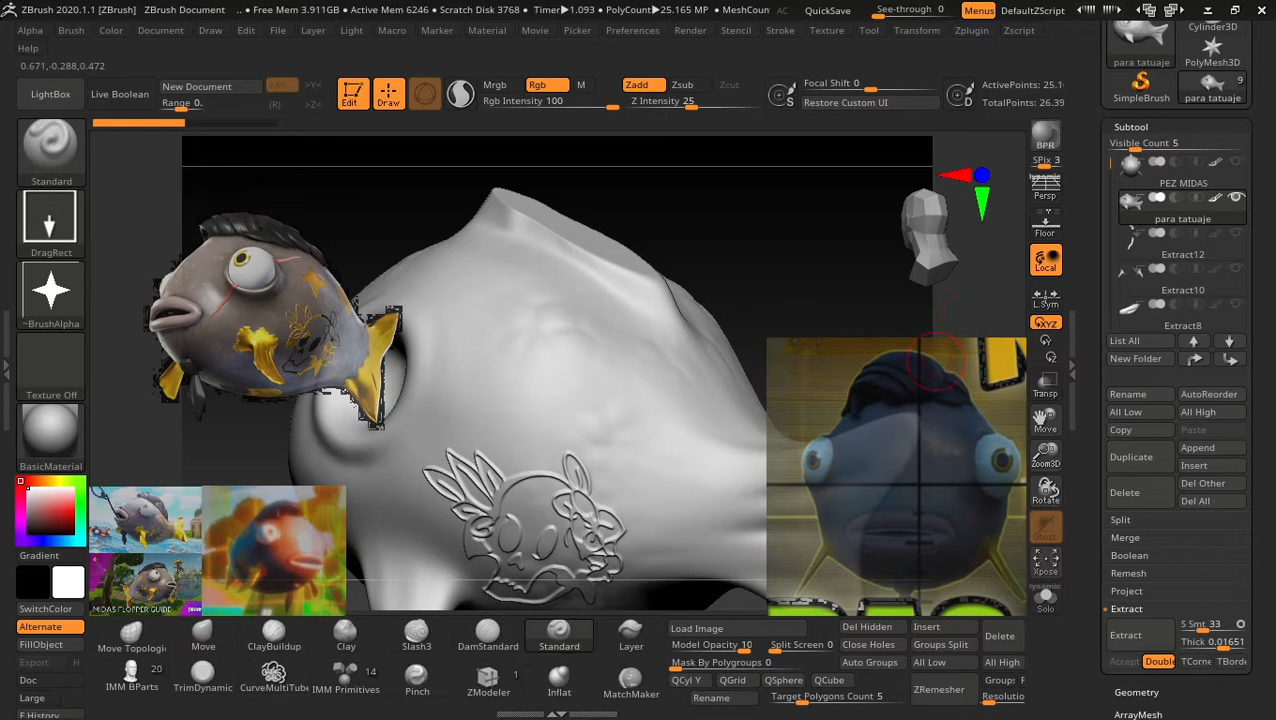 [ZBrush] ZBrush 2020.1.1 ZBrush Document .. • Free Mem 3.911GB • Active Mem 6246 • Scratch Disk 3768 • Timer▸1.093 • PolyCount▸25.165 MP • MeshCoun AC QuickSave See-through 0 Menus DefaultZScript
Alpha Brush Color Document Draw Edit File Layer Light Macro Marker Material Movie Picker Preferences Render Stencil Stroke Texture Tool Transform Zplugin Zscript
Help
0.671,-0.288,0.472
LightBox
Live Boolean
New Document
Range 0.
>X<
>Y<
(R)
>Z<
Edit
Draw
Mrgb
Rgb
M
Rgb Intensity 100
Zadd
Zsub
Zcut
Z Intensity 25
S
Focal Shift 0
Restore Custom UI
D
ActivePoints: 25.1
TotalPoints: 26.39
Standard
DragRect
~BrushAlpha
Texture Off
BasicMaterial
Gradient
SwitchColor
Alternate
FillObject
Export
H
Doc
Large
MIDAS FLOPPER GUIDE
BPR
SPix 3
Dynamic
Persp
Floor
Local
L.Sym
XYZ
Transp
Move
Zoom3D
Rotate
Ghost
Xpose
Dynamic
Solo
para tatuaje
Cylinder3D
PolyMesh3D
SimpleBrush
9
para tatuaje
Subtool
Visible Count 5
PEZ MIDAS
para tatuaje
Extract12
Extract10
Extract8
List All
New Folder
Rename
AutoReorder
All Low
All High
Copy
Paste
Duplicate
Append
Insert
Delete
Del Other
Del All
Split
Merge
Boolean
Remesh
Project
Extract
Extract
S Smt 33
Thick 0.01651
Accept
Double
TCorne
TBorde
Geometry
ArrayMesh
Move Topologic
Move
ClayBuildup
Clay
Slash3
DamStandard
Standard
Layer
IMM BParts
20
TrimDynamic
CurveMultiTube
IMM Primitives
14
Pinch
ZModeler
1
Inflat
MatchMaker
Load Image
Model Opacity 10
Split Screen 0
Mask By Polygroups 0
QCyl Y
QGrid
QSphere
QCube
Rename
Target Polygons Count 5
Del Hidden
Insert
Close Holes
Groups Split
Delete
Auto Groups
All Low
All High
ZRemesher
Groups
Resolutio